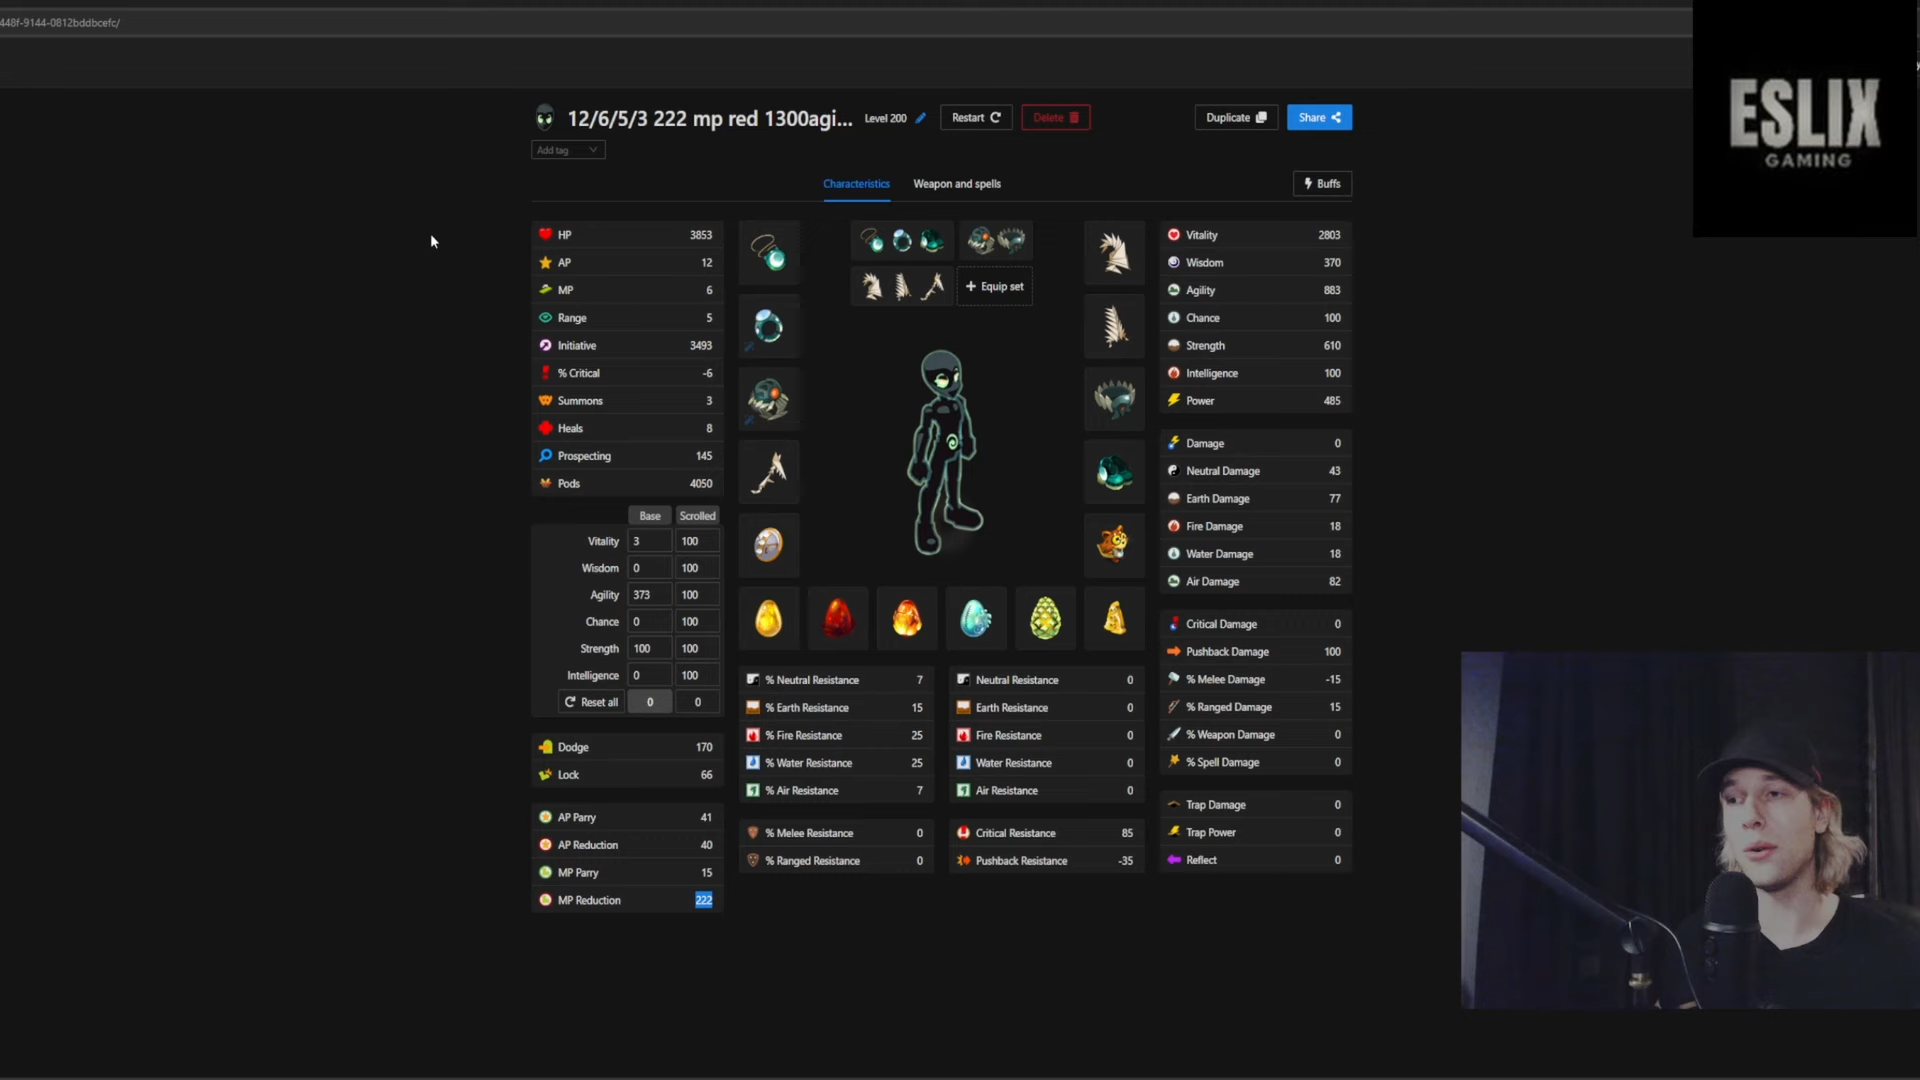 448f-9144-0812bddbcefc/
ESLIX
GAMING
12/6/5/3 222 mp red 1300agi... Level 200 Restart Delete Duplicate Share
Add tag
Characteristics Weapon and spells Buffs
HP 3853
AP 12
MP 6
Range 5
Initiative 3493
% Critical -6
Summons 3
Heals 8
Prospecting 145
Pods 4050
Base Scrolled
Vitality 3 100
Wisdom 0 100
Agility 373 100
Chance 0 100
Strength 100 100
Intelligence 0 100
Reset all 0 0
Dodge 170
Lock 66
AP Parry 41
AP Reduction 40
MP Parry 15
MP Reduction 222
+ Equip set
% Neutral Resistance 7
% Earth Resistance 15
% Fire Resistance 25
% Water Resistance 25
% Air Resistance 7
% Melee Resistance 0
% Ranged Resistance 0
Neutral Resistance 0
Earth Resistance 0
Fire Resistance 0
Water Resistance 0
Air Resistance 0
Critical Resistance 85
Pushback Resistance -35
Vitality 2803
Wisdom 370
Agility 883
Chance 100
Strength 610
Intelligence 100
Power 485
Damage 0
Neutral Damage 43
Earth Damage 77
Fire Damage 18
Water Damage 18
Air Damage 82
Critical Damage 0
Pushback Damage 100
% Melee Damage -15
% Ranged Damage 15
% Weapon Damage 0
% Spell Damage 0
Trap Damage 0
Trap Power 0
Reflect 0